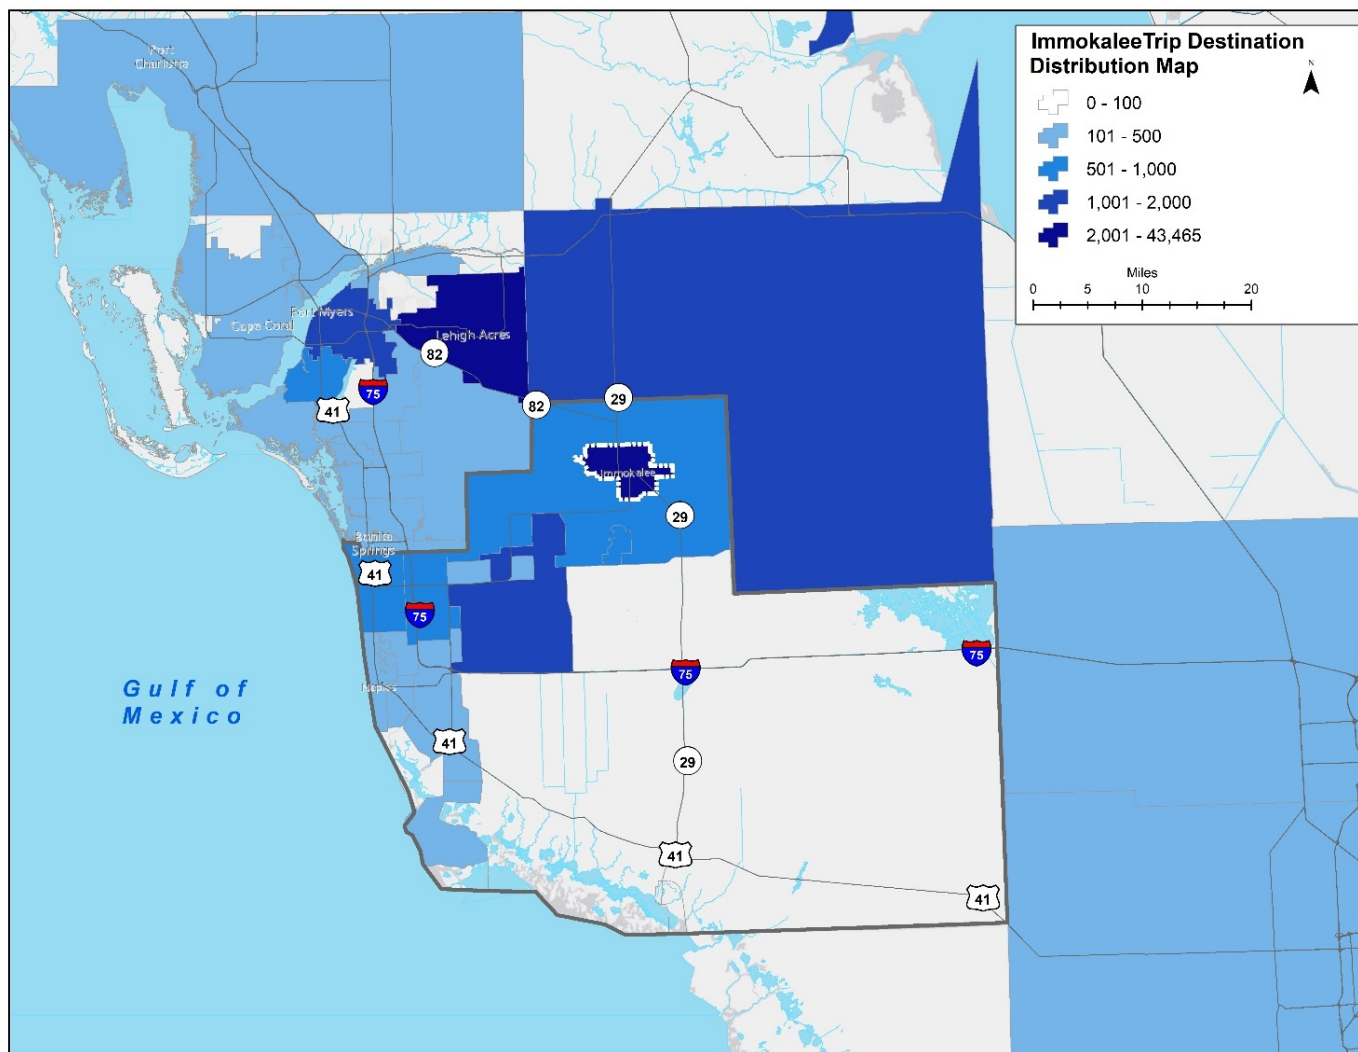 ImmokaleeTrip Destination
Distribution Map
N
0 - 100
101 - 500
501 - 1,000
1,001 - 2,000
2,001 - 43,465
Miles
0 5 10 20
Port
Charlotte
Fort Myers
Cape Coral
Lehigh Acres
82
75
41
82
29
Immokalee
29
Bonita
Springs
41
75
75
75
Naples
Gulf of
Mexico
41
29
41
41